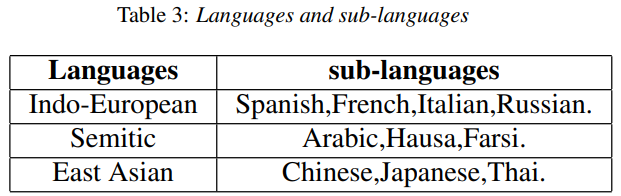 Table 3: Languages and sub-languages
Languages sub-languages
Indo-European Spanish,French,Italian,Russian.
Semitic Arabic,Hausa,Farsi.
East Asian Chinese,Japanese,Thai.